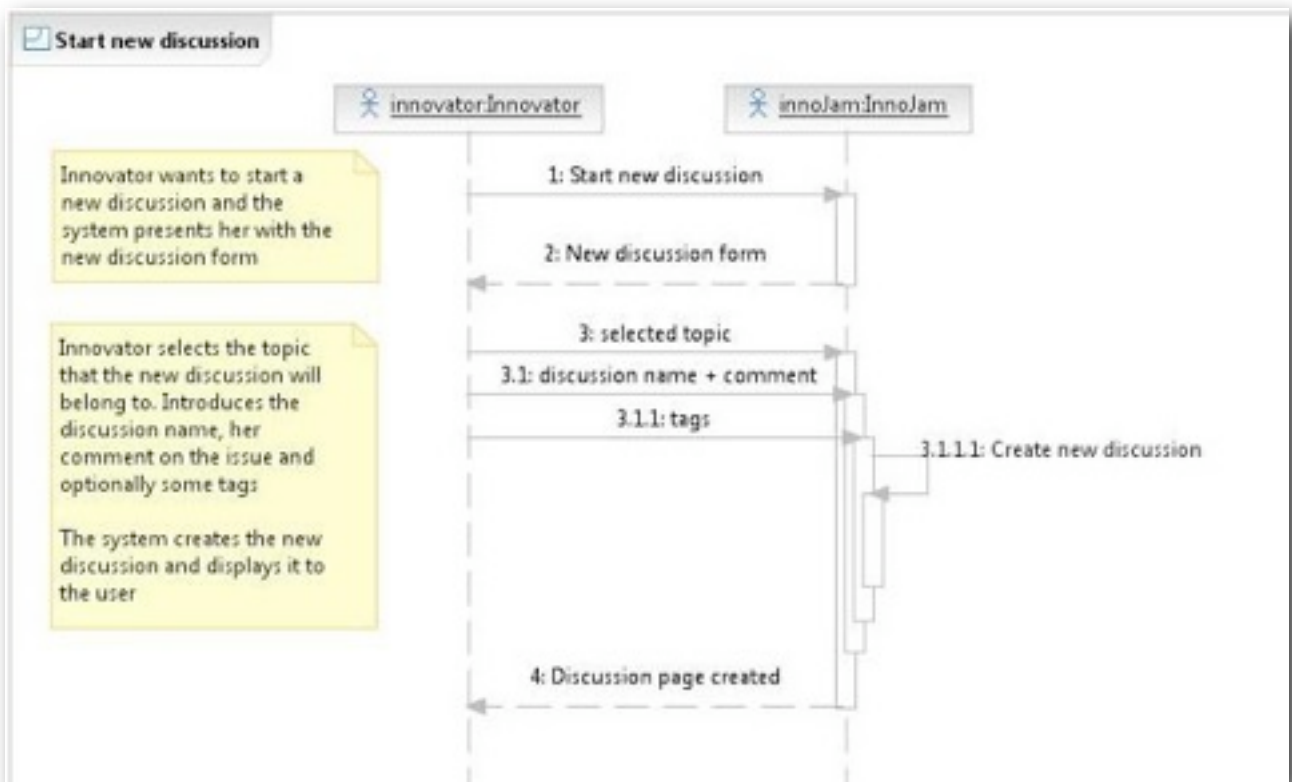 Start new discussion
innovator:Innovator
innoJam:InnoJam
Innovator wants to start a
new discussion and the
system presents her with the
new discussion form
1: Start new discussion
2: New discussion form
Innovator selects the topic
that the new discussion will
belong to. Introduces the
discussion name, her
comment on the issue and
optionally some tags
The system creates the new
discussion and displays it to
the user
3: selected topic
3.1: discussion name + comment
3.1.1: tags
3.1.1.1: Create new discussion
4: Discussion page created